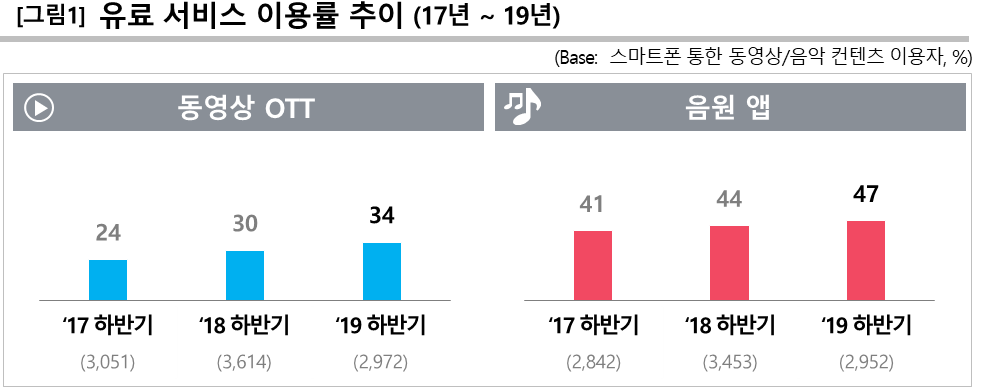 [그림1] 유료 서비스 이용률 추이 (17년 ~ 19년)
(Base: 스마트폰 통한 동영상/음악 컨텐츠 이용자, %)
동영상 OTT
24
30
34
‘17 하반기
‘18 하반기
‘19 하반기
(3,051)
(3,614)
(2,972)
음원 앱
41
44
47
‘17 하반기
‘18 하반기
‘19 하반기
(2,842)
(3,453)
(2,952)